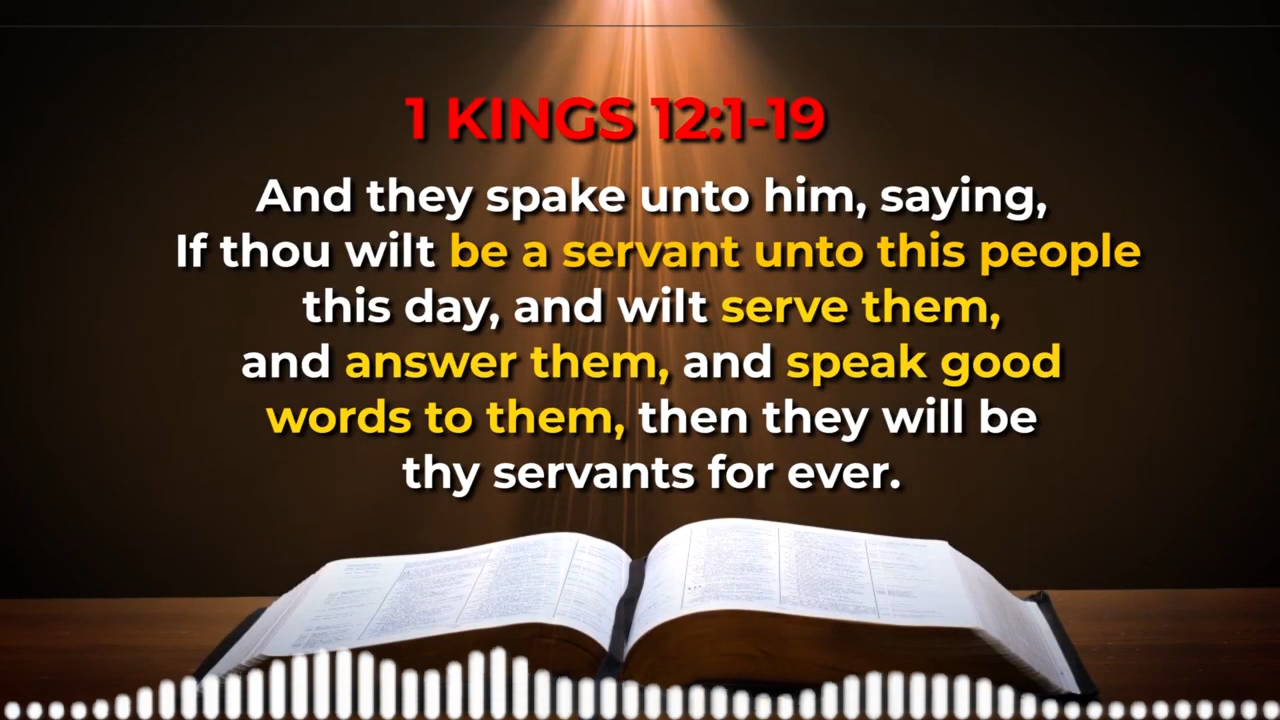 1 KINGS 12:1-19
And they spake unto him, saying,
If thou wilt be a servant unto this people
this day, and wilt serve them,
and answer them, and speak good
words to them, then they will be
thy servants for ever.